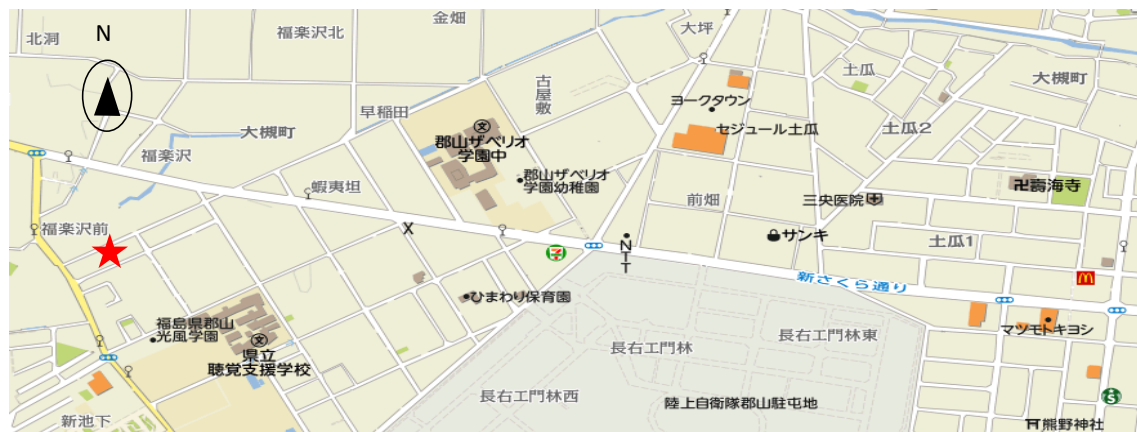 金畑
福楽沢北
北洞
N
大坪
土瓜
大槻町
古屋敷
ヨークタウン
早稲田
大槻町
セジュール土瓜
土瓜2
郡山ザベリオ
学園中
福楽沢
郡山ザベリオ
学園幼稚園
蝦夷坦
前畑
三央医院
卍壽海寺
福楽沢前
X
NTT
サンキ
土瓜1
7
新さくら通り
M
ひまわり保育園
福島県郡山
光風学園
県立
聴覚支援学校
文
文
マツモトキヨシ
長右エ門林東
長右エ門林
長右エ門林西
陸上自衛隊郡山駐屯地
新池下
S
熊野神社